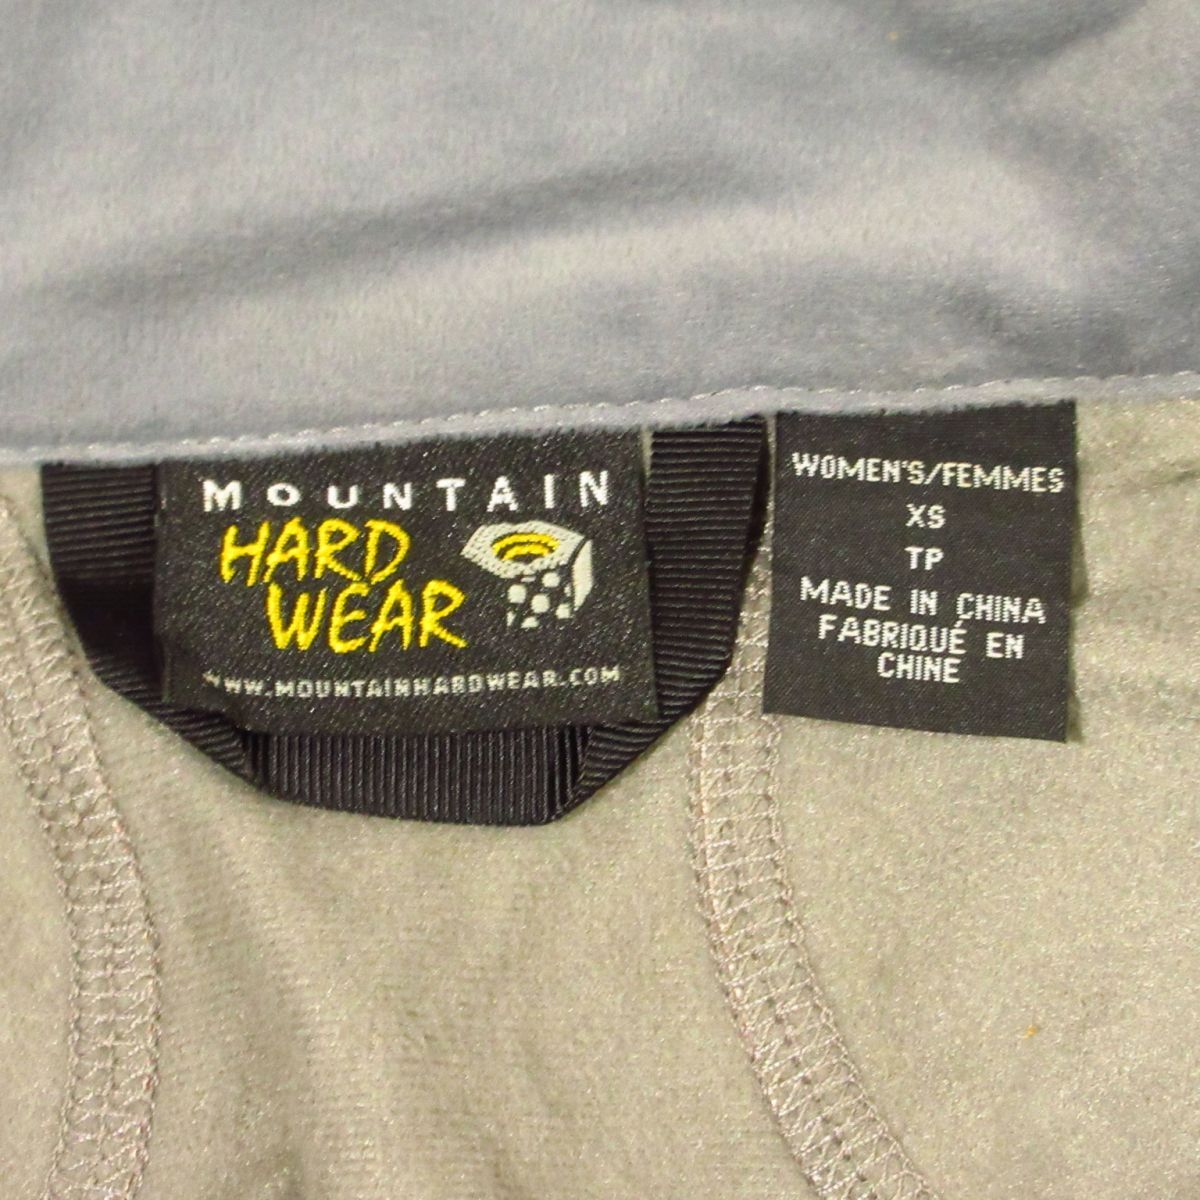 MOUNTAIN
HARD
WEAR
WWW.MOUNTAINHARDWEAR.COM
WOMEN'S/FEMMES
XS
TP
MADE IN CHINA
FABRIQUÉ EN
CHINE